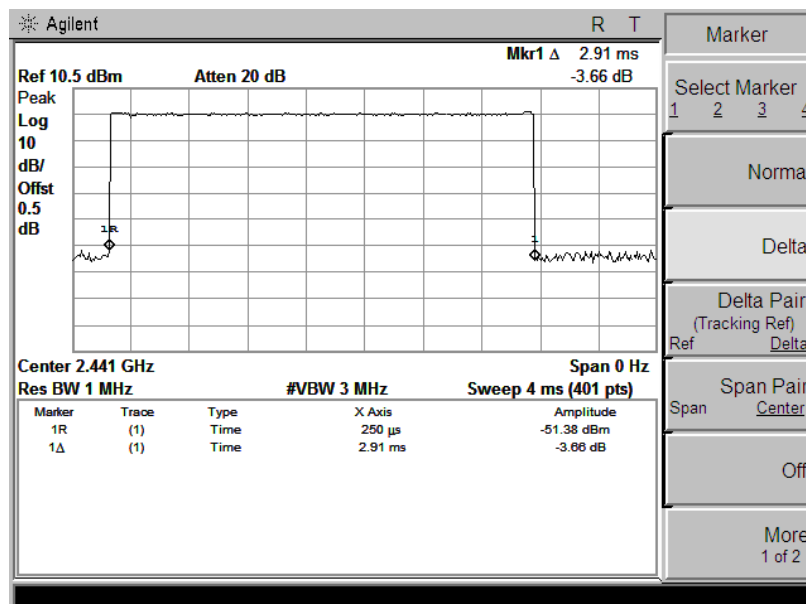 Agilent R T
Mkr1 Δ 2.91 ms
Ref 10.5 dBm Atten 20 dB -3.66 dB
Peak
Log
10
dB/
Offst
0.5
dB
1R
1
Center 2.441 GHz Span 0 Hz
Res BW 1 MHz #VBW 3 MHz Sweep 4 ms (401 pts)
Marker Trace Type X Axis Amplitude
1R (1) Time 250 µs -51.38 dBm
1Δ (1) Time 2.91 ms -3.66 dB
Marker
Select Marker
1 2 3 4
Norma
Delta
Delta Pair
(Tracking Ref)
Ref Delta
Span Pair
Span Center
Off
More
1 of 2